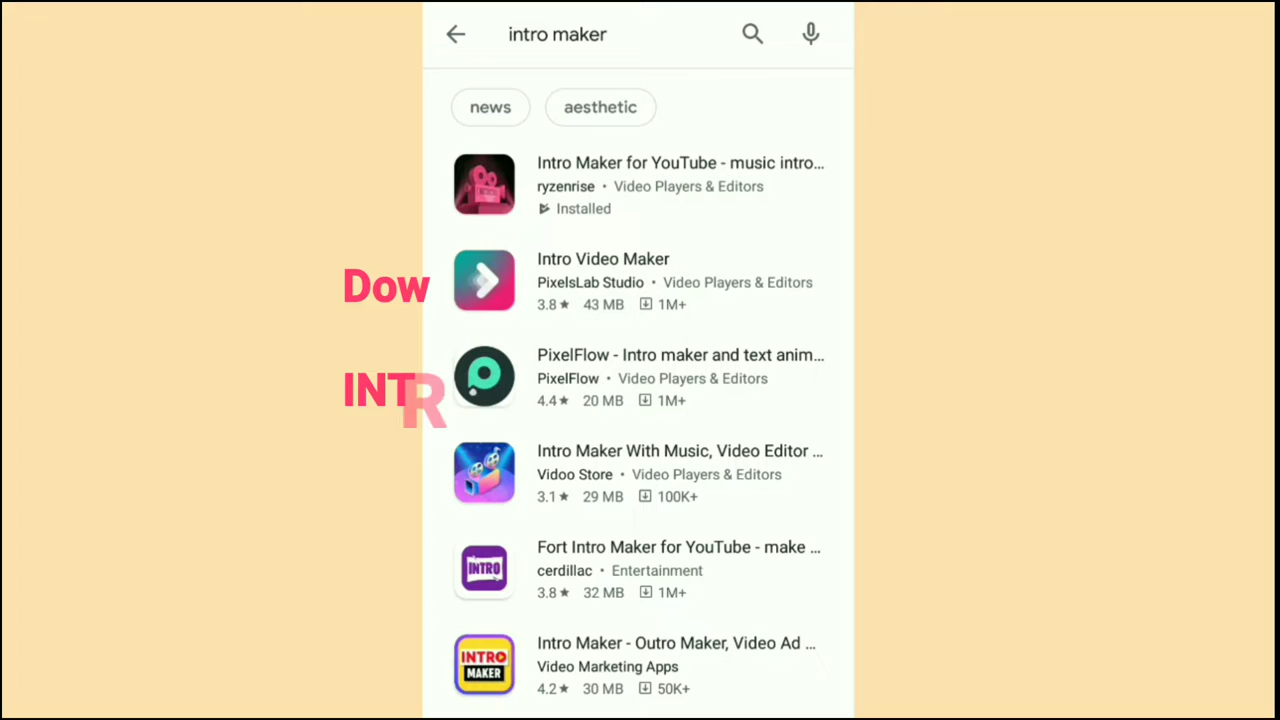 intro maker
news
aesthetic
Intro Maker for YouTube - music intro...
ryzenrise • Video Players & Editors
Installed
Intro Video Maker
PixelsLab Studio • Video Players & Editors
3.8★ 43 MB 1M+
Dow
PixelFlow - Intro maker and text anim...
PixelFlow • Video Players & Editors
4.4★ 20 MB 1M+
INTR
Intro Maker With Music, Video Editor ...
Vidoo Store • Video Players & Editors
3.1★ 29 MB 100K+
Fort Intro Maker for YouTube - make ...
cerdillac • Entertainment
3.8★ 32 MB 1M+
INTRO
Intro Maker - Outro Maker, Video Ad ...
Video Marketing Apps
4.2★ 30 MB 50K+
INTRO
MAKER